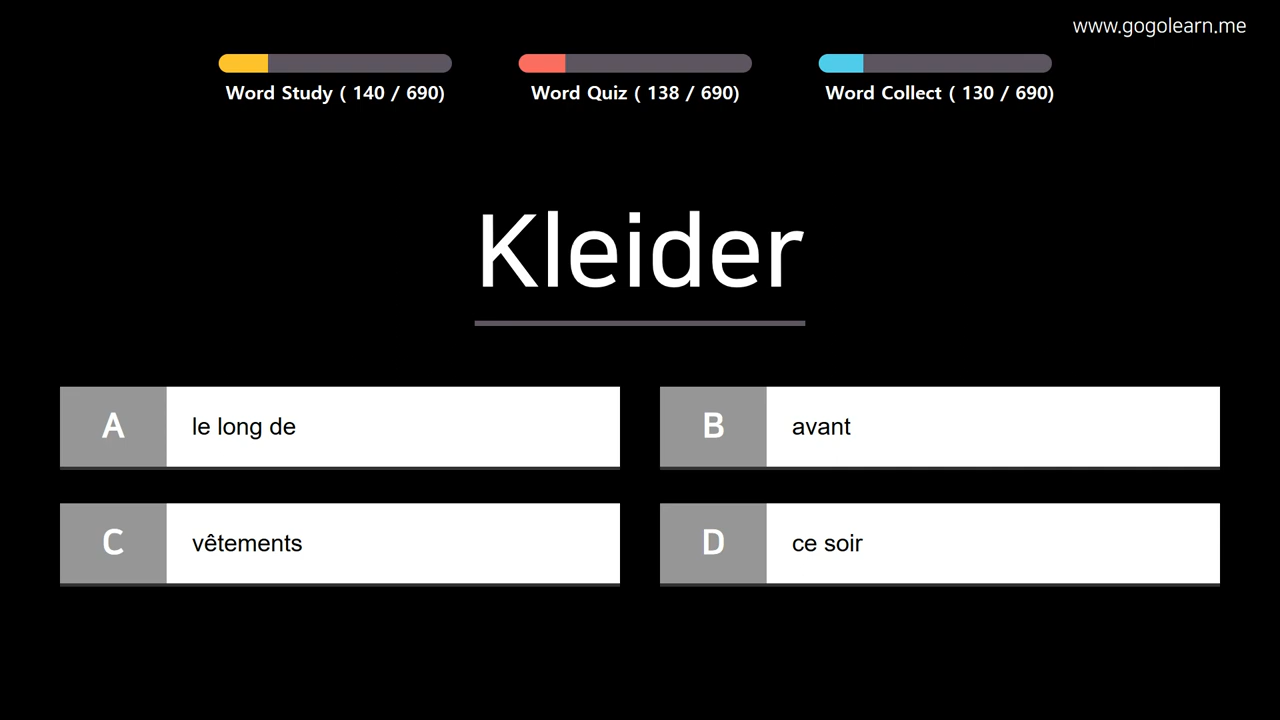 www.gogolearn.me
Word Study ( 140 / 690)
Word Quiz ( 138 / 690)
Word Collect ( 130 / 690)
Kleider
A le long de
B avant
C vêtements
D ce soir